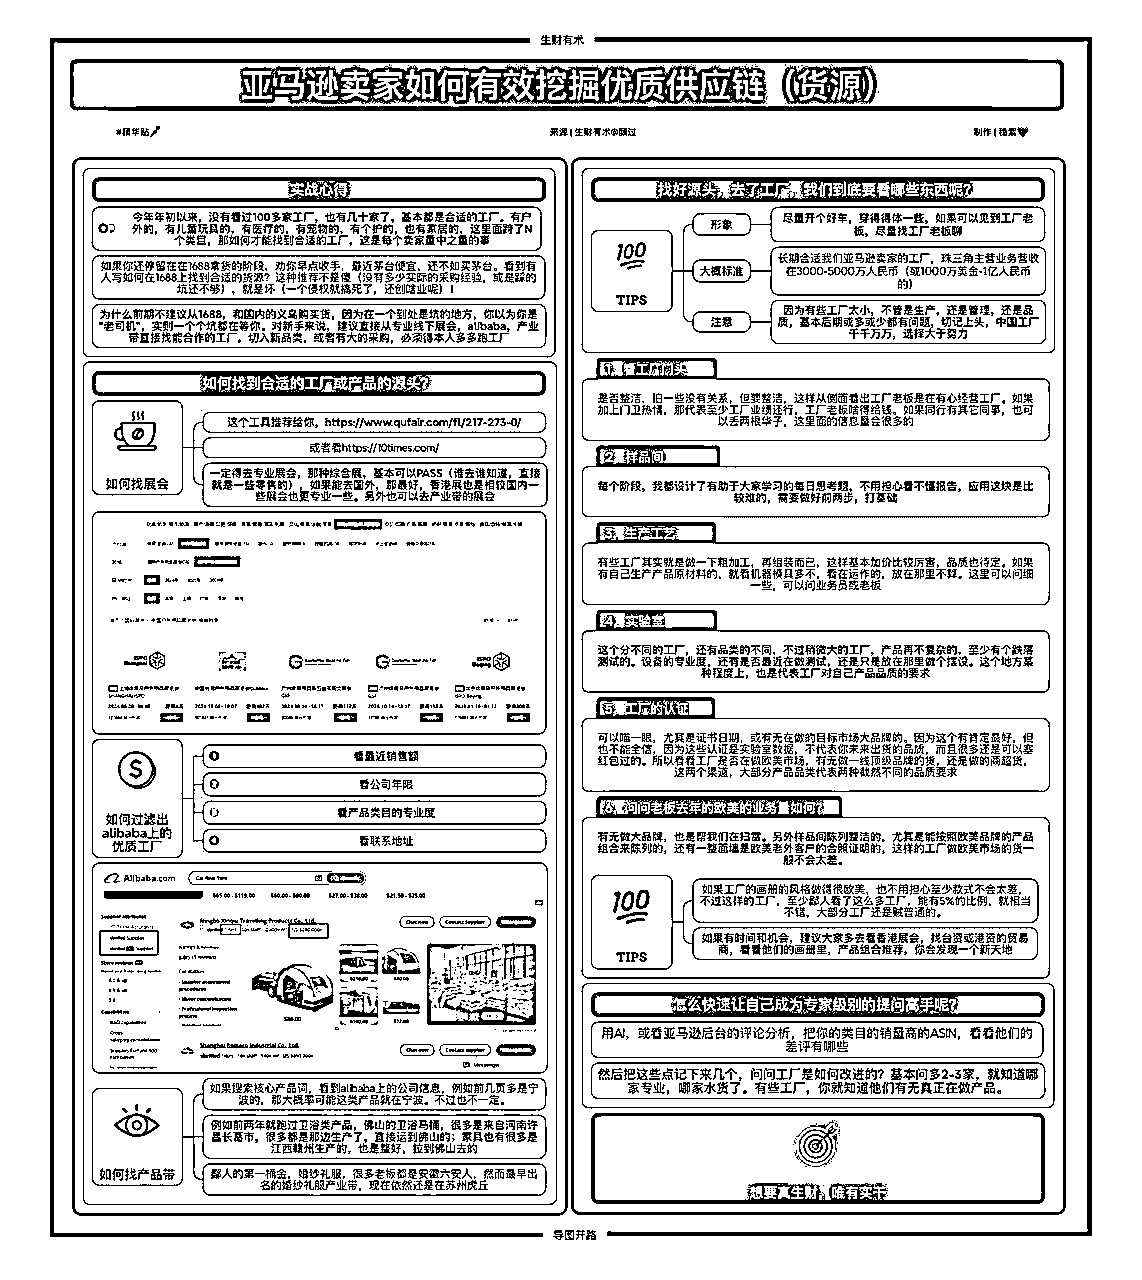 生财有术
亚马逊卖家如何有效挖掘优质供应链（货源）
#精华贴
来源 | 生财有术@顾过
制作 |
实战心得
今年年初以来，没有看过100多家工厂，也有几十家了，基本都是合适的工厂。有户
外的，有儿童玩具的，有医疗的，有宠物的，有个护的，也有家居的，这里面跨了N
个类目，那如何才能找到合适的工厂，这是每个卖家重中之重的事
如果你还停留在在1688拿货的阶段，劝你早点收手，最近茅台便宜，还不如买茅台。看到有
人写如何在1688上找到合适的货源？这种推荐不是傻（没有多少实际的采购经验，或是踩的
坑还不够），就是坏（一个侵权就搞死了，还创啥业呢）！
为什么前期不建议从1688，和国内的义乌购买货，因为在一个到处是坑的地方，你以为你是
"老司机"，实则一个个坑都在等你。对新手来说，建议直接从专业线下展会，alibaba，产业
带直接找能合作的工厂。切入新品类，或者有大的采购，必须得本人多多跑工厂
如何找到合适的工厂或产品的源头？
如何找展会
这个工具推荐给你，https://www.qufair.com/fl/217-273-0/
或者看https://10times.com/
一定得去专业展会，那种综合展，基本可以PASS（谁去谁知道，直接
就是一些零售的），如果能去国外，那最好，香港展也是相较国内一
些展会也更专业一些。另外也可以去产业带的展会
如何过滤出
alibaba上的
优质工厂
看最近销售额
看公司年限
看产品类目的专业度
看联系地址
Alibaba.com
$65.00 - $119.00
$60.00 - $80.00
$27.00 - $38.00
$21.50 - $25.00
Ningbo Xinyou Travelling Products Co., Ltd.
Chat now
Contact supplier
Shanghai Remaco Industrial Co., Ltd.
Chat now
Contact supplier
Messenger
如何找产品带
如果搜索核心产品词，看到alibaba上的公司信息，例如前几页多是宁
波的，那大概率可能这类产品就在宁波。不过也不一定。
例如前两年就跑过卫浴类产品，佛山的卫浴马桶，很多是来自河南许
昌长葛市，很多都是那边生产了，直接运到佛山的；家具也有很多是
江西赣州生产的，也是整好，拉到佛山去的
鄙人的第一桶金，婚纱礼服，很多老板都是安徽六安人，然而最早出
名的婚纱礼服产业带，现在依然还是在苏州虎丘
找好源头，去了工厂，我们到底要看哪些东西呢？
100
TIPS
形象
尽量开个好车，穿得得体一些，如果可以见到工厂老
板，尽量找工厂老板聊
大概标准
长期合适我们亚马逊卖家的工厂，珠三角主营业务营收
在3000-5000万人民币（或1000万美金-1亿人民币
的）
注意
因为有些工厂太小，不管是生产，还是管理，还是品
质，基本后期或多或少都有问题，切记上头，中国工厂
千千万万，选择大于努力
1. 看工厂门头
是否整洁，旧一些没有关系，但要整洁，这样从侧面看出工厂老板是在有心经营工厂。如果
加上门卫热情，那代表至少工厂业绩还行，工厂老板啥得给钱。如果同行有其它同事，也可
以丢两根华子，这里面的信息量会很多的
2. 样品间
每个阶段，我都设计了有助于大家学习的每日思考题，不用担心看不懂报告，应用这块是比
较难的，需要做好前两步，打基础
3. 生产工艺
有些工厂其实就是做一下粗加工，再组装而已，这样基本加价比较厉害，品质也待定。如果
有自己生产产品原材料的，就看机器模具多不，看在运作的，放在那里不算。这里可以问细
一些，可以问业务员或老板
4. 实验室
这个分不同的工厂，还有品类的不同，不过稍微大的工厂，产品再不复杂的，至少有个跌落
测试的。设备的专业度，还有是否最近在做测试，还是只是放在那里做个摆设。这个地方某
种程度上，也是代表工厂对自己产品品质的要求
5. 工厂的认证
可以瞄一眼，尤其是证书日期，或有无在做的目标市场大品牌的。因为这个有肯定最好，但
也不能全信，因为这些认证是实验室数据，不代表你未来出货的品质，而且很多还是可以塞
红包过的。所以看看工厂是否在做欧美市场，有无做一线顶级品牌的货，还是做的商超货，
这两个渠道，大部分产品品类代表两种截然不同的品质要求
6. 问问老板去年的欧美的业务量如何？
有无做大品牌，也是帮我们在扫雷。另外样品间陈列整洁的，尤其是能按照欧美品牌的产品
组合来陈列的，还有一整面墙是欧美老外客户的合照证明的，这样的工厂做欧美市场的货一
般不会太差。
100
TIPS
如果工厂的画册的风格做得很欧美，也不用担心至少款式不会太差，
不过这样的工厂，至少鄙人看了这么多工厂，能有5%的比例，就相当
不错，大部分工厂还是贼普通的。
如果有时间和机会，建议大家多去看香港展会，找台资或港资的贸易
商，看看他们的画册里，产品组合推荐，你会发现一个新天地
怎么快速让自己成为专家级别的提问高手呢？
用AI，或看亚马逊后台的评论分析，把你的类目的销量高的ASIN，看看他们的
差评有哪些
然后把这些点记下来几个，问问工厂是如何改进的？基本问多2-3家，就知道哪
家专业，哪家水货了。有些工厂，你就知道他们有无真正在做产品。
想要真生财，唯有实干
导图开路